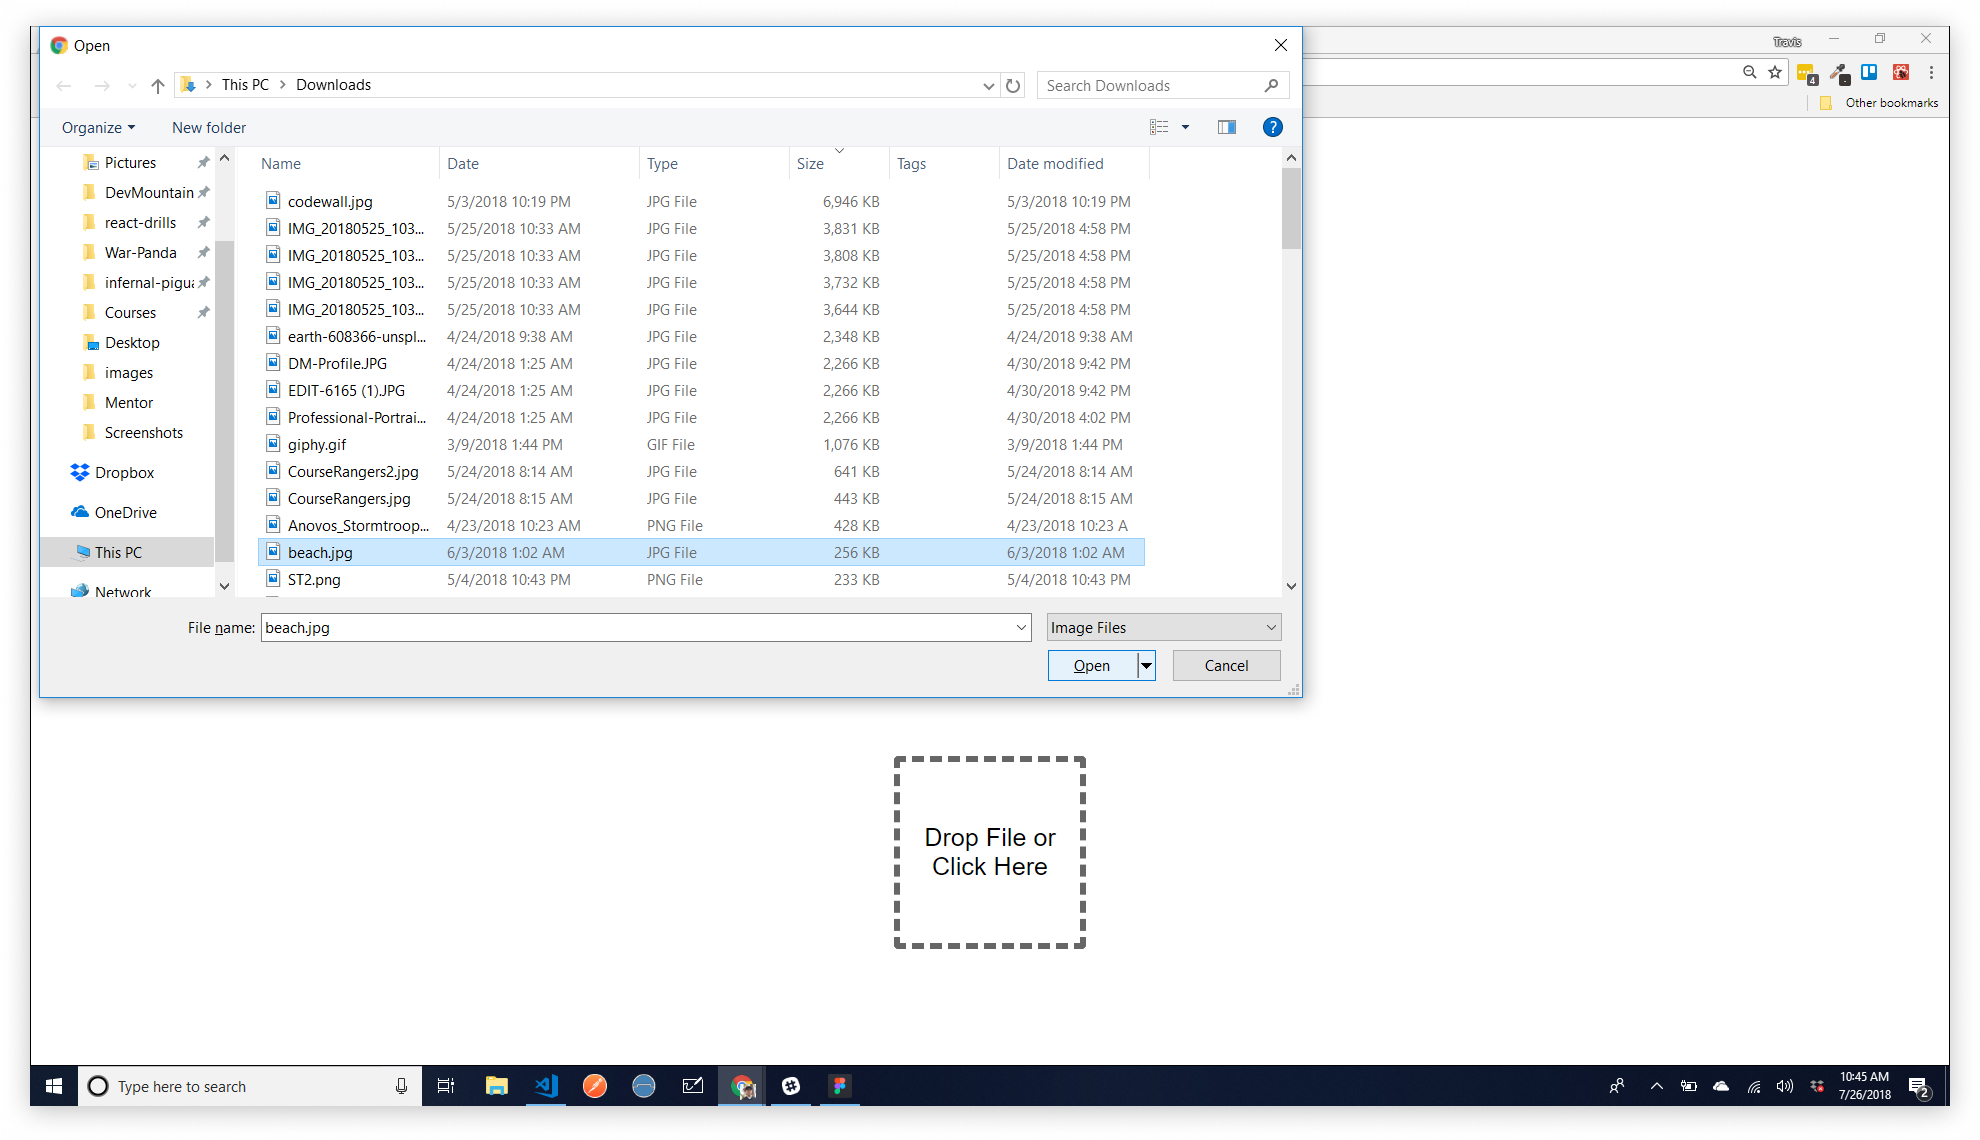 Open
Travis
This PC > Downloads
Search Downloads
Other bookmarks
Organize
New folder
?
Name Date Type Size Tags Date modified
Pictures
DevMountain
react-drills
War-Panda
infernal-pigu
Courses
Desktop
images
Mentor
Screenshots
Dropbox
OneDrive
This PC
Network
codewall.jpg 5/3/2018 10:19 PM JPG File 6,946 KB 5/3/2018 10:19 PM
IMG_20180525_103... 5/25/2018 10:33 AM JPG File 3,831 KB 5/25/2018 4:58 PM
IMG_20180525_103... 5/25/2018 10:33 AM JPG File 3,808 KB 5/25/2018 4:58 PM
IMG_20180525_103... 5/25/2018 10:33 AM JPG File 3,732 KB 5/25/2018 4:58 PM
IMG_20180525_103... 5/25/2018 10:33 AM JPG File 3,644 KB 5/25/2018 4:58 PM
earth-608366-unspl... 4/24/2018 9:38 AM JPG File 2,348 KB 4/24/2018 9:38 AM
DM-Profile.JPG 4/24/2018 1:25 AM JPG File 2,266 KB 4/30/2018 9:42 PM
EDIT-6165 (1).JPG 4/24/2018 1:25 AM JPG File 2,266 KB 4/30/2018 9:42 PM
Professional-Portrai... 4/24/2018 1:25 AM JPG File 2,266 KB 4/30/2018 4:02 PM
giphy.gif 3/9/2018 1:44 PM GIF File 1,076 KB 3/9/2018 1:44 PM
CourseRangers2.jpg 5/24/2018 8:14 AM JPG File 641 KB 5/24/2018 8:14 AM
CourseRangers.jpg 5/24/2018 8:15 AM JPG File 443 KB 5/24/2018 8:15 AM
Anovos_Stormtroop... 4/23/2018 10:23 AM PNG File 428 KB 4/23/2018 10:23 A
beach.jpg 6/3/2018 1:02 AM JPG File 256 KB 6/3/2018 1:02 AM
ST2.png 5/4/2018 10:43 PM PNG File 233 KB 5/4/2018 10:43 PM
File name: beach.jpg
Image Files
Open
Cancel
Drop File or
Click Here
Type here to search
10:45 AM
7/26/2018
2
4